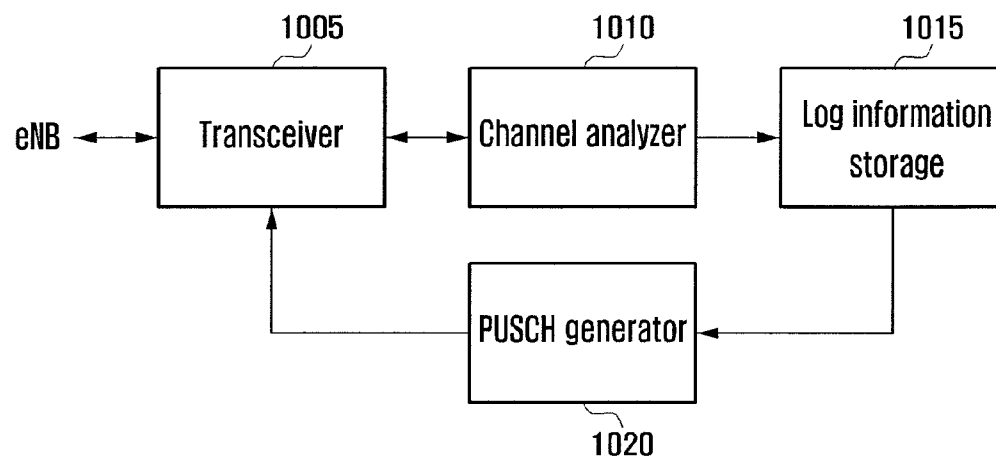 1005
1010
1015
eNB
Transceiver
Channel analyzer
Log information
storage
PUSCH generator
1020